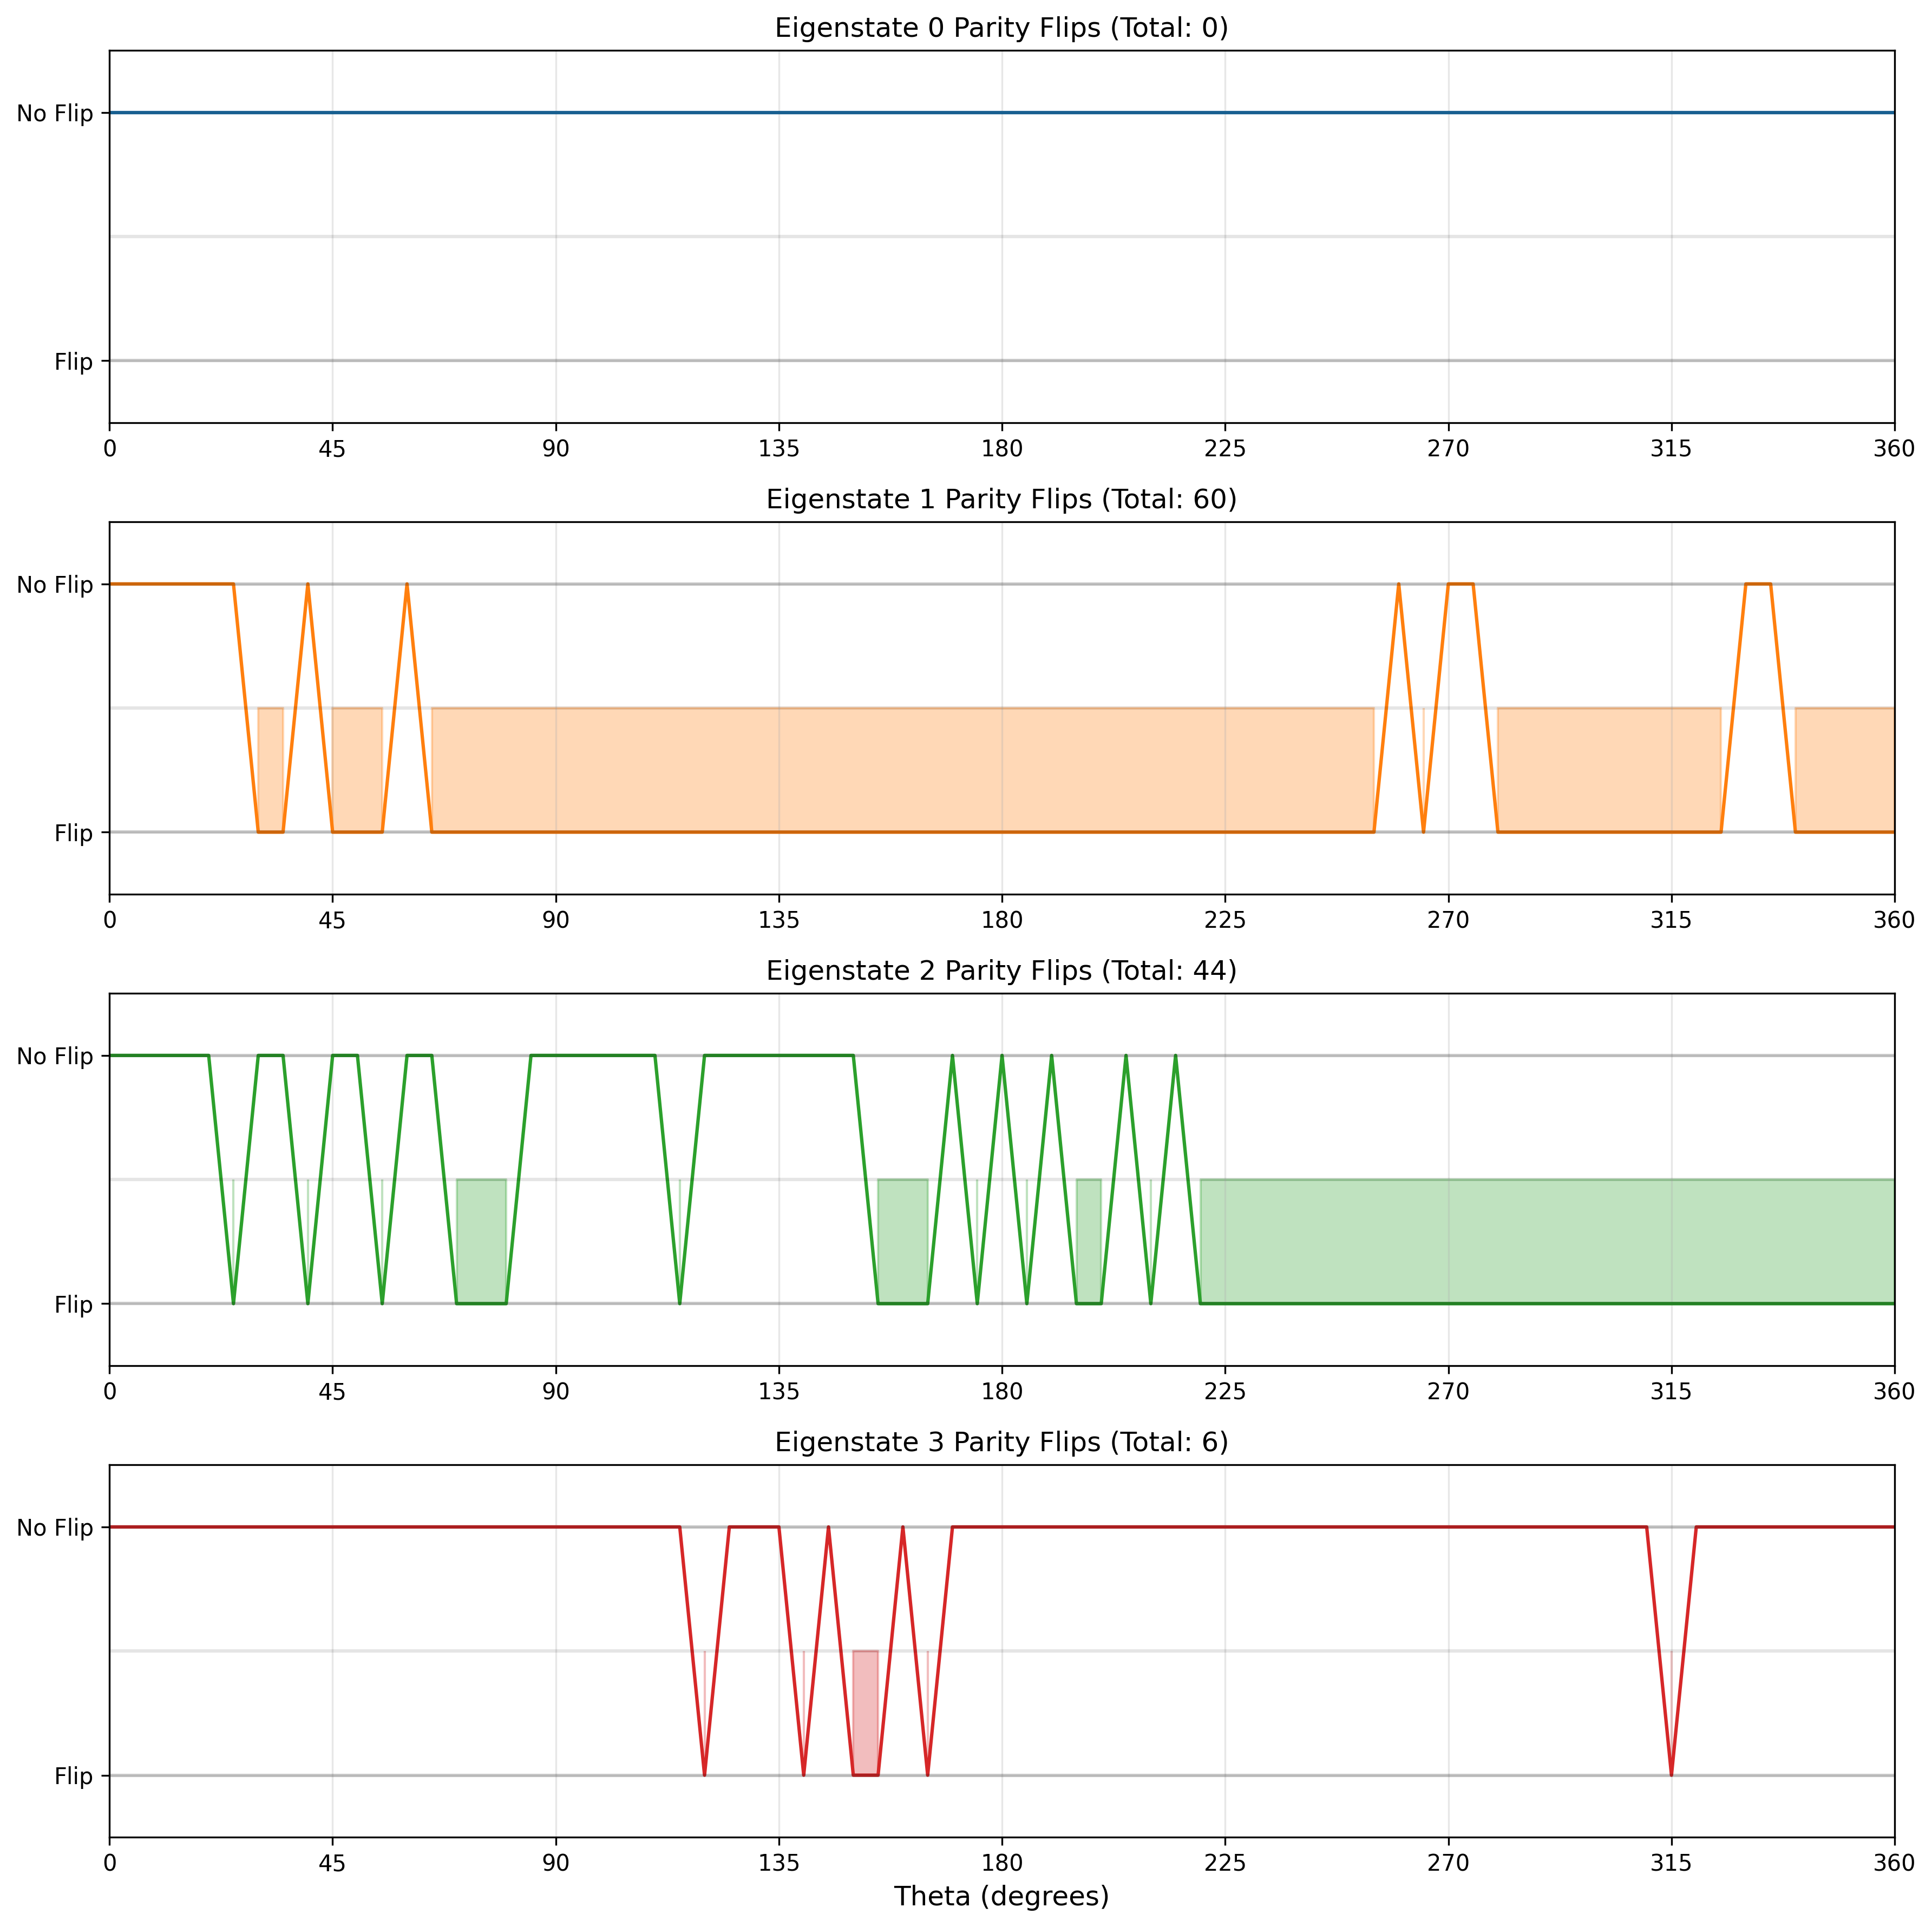 Eigenstate 0 Parity Flips (Total: 0)
No Flip
Flip
0 45 90 135 180 225 270 315 360
Eigenstate 1 Parity Flips (Total: 60)
No Flip
Flip
0 45 90 135 180 225 270 315 360
Eigenstate 2 Parity Flips (Total: 44)
No Flip
Flip
0 45 90 135 180 225 270 315 360
Eigenstate 3 Parity Flips (Total: 6)
No Flip
Flip
0 45 90 135 180 225 270 315 360
Theta (degrees)